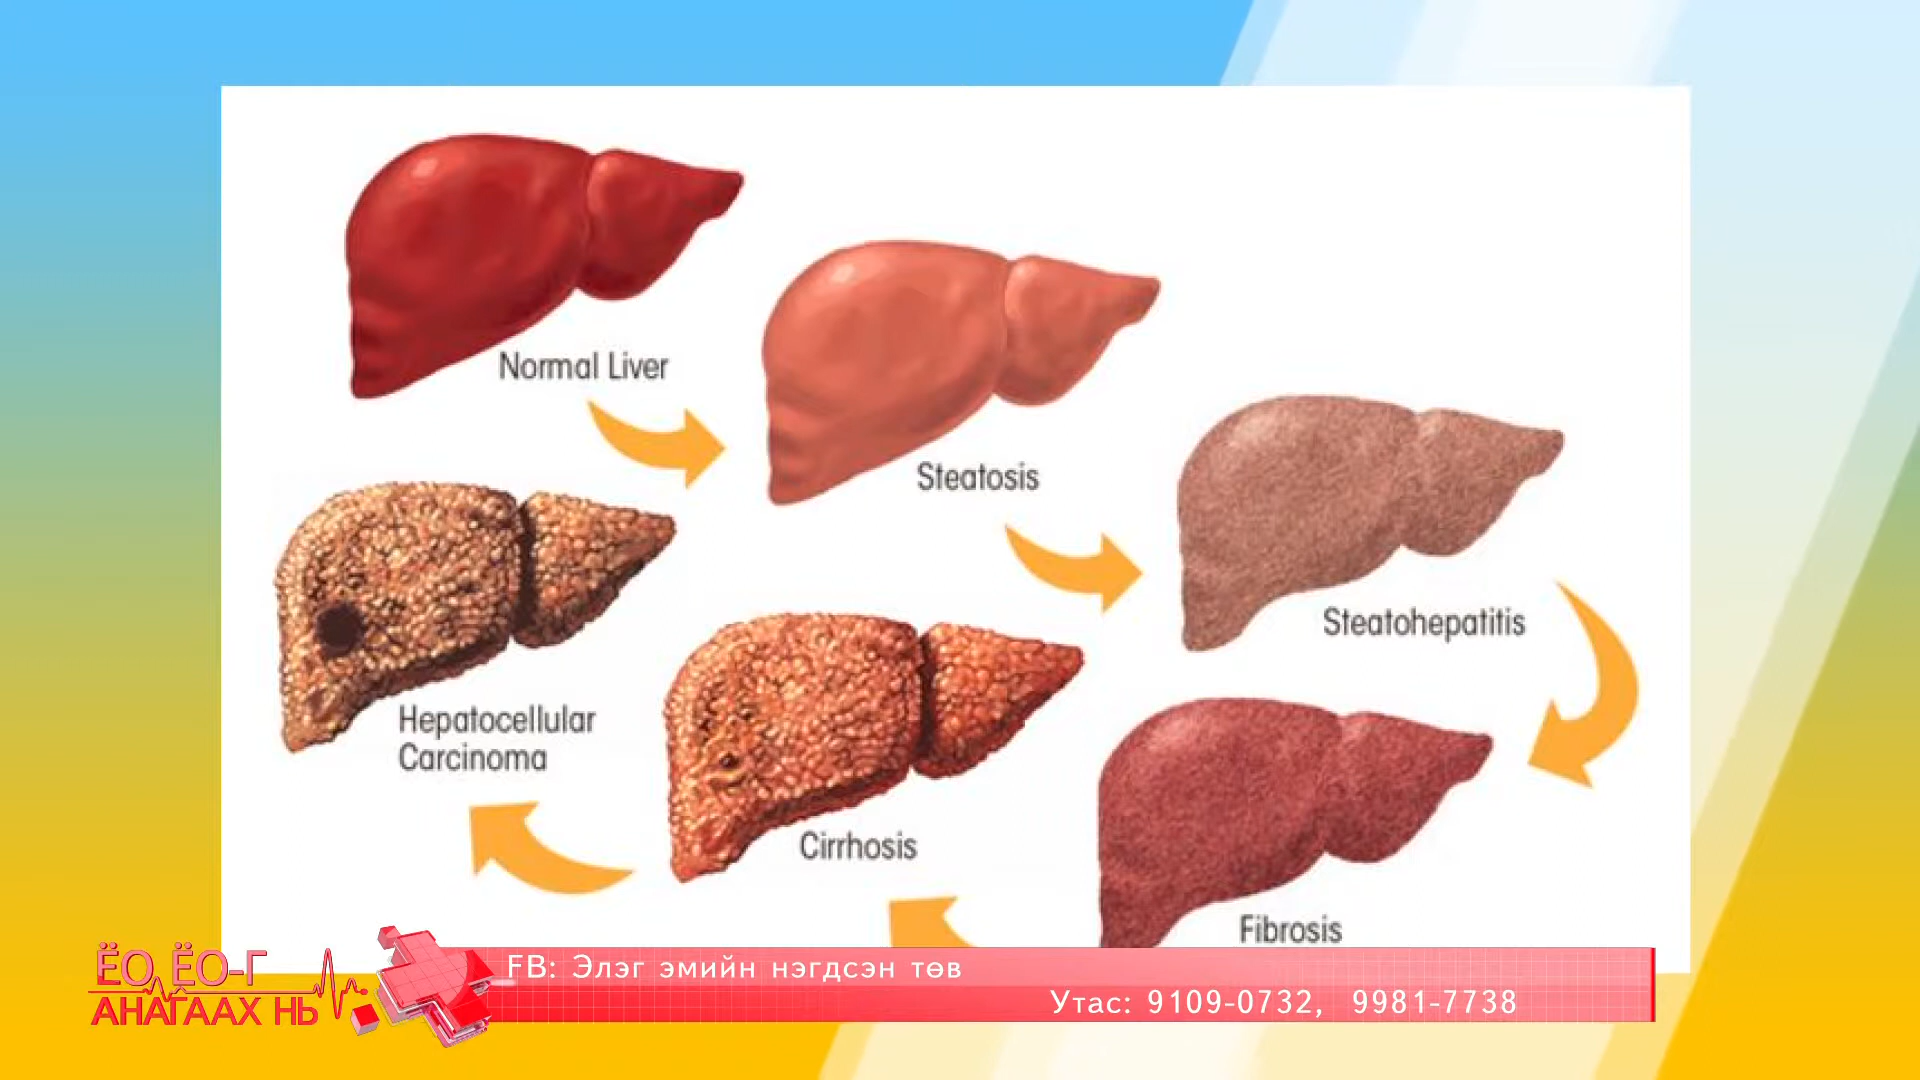 Normal Liver
Steatosis
Steatohepatitis
Hepatocellular
Carcinoma
Cirrhosis
Fibrosis
ЁО ЁО-Г
АНАГААХ НЬ
FB: Элэг эмийн нэгдсэн төв
Утас: 9109-0732, 9981-7738